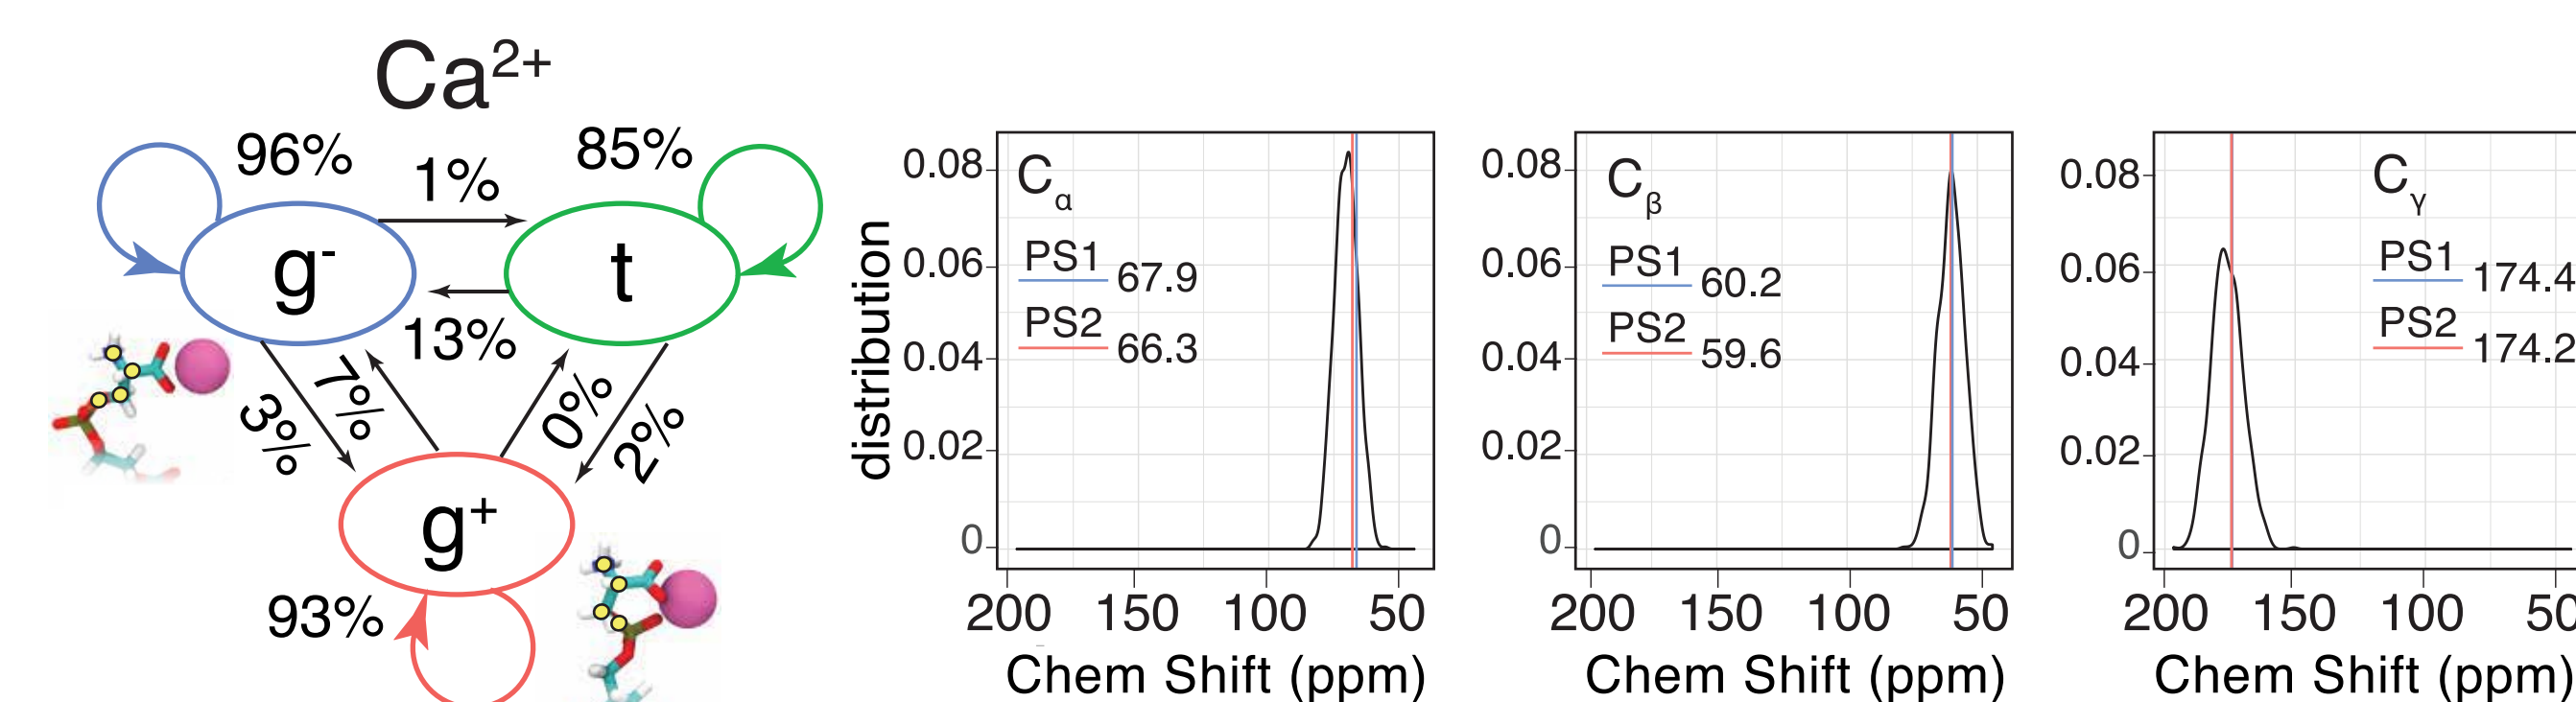 Ca²⁺
96%
1%
85%
g⁻
t
13%
3%
7%
0%
2%
g⁺
93%
distribution
0.08
0.06
0.04
0.02
0
Cα
PS1 67.9
PS2 66.3
200 150 100 50
Chem Shift (ppm)
0.08
0.06
0.04
0.02
0
Cβ
PS1 60.2
PS2 59.6
200 150 100 50
Chem Shift (ppm)
0.08
0.06
0.04
0.02
0
Cγ
PS1 174.4
PS2 174.2
200 150 100 50
Chem Shift (ppm)